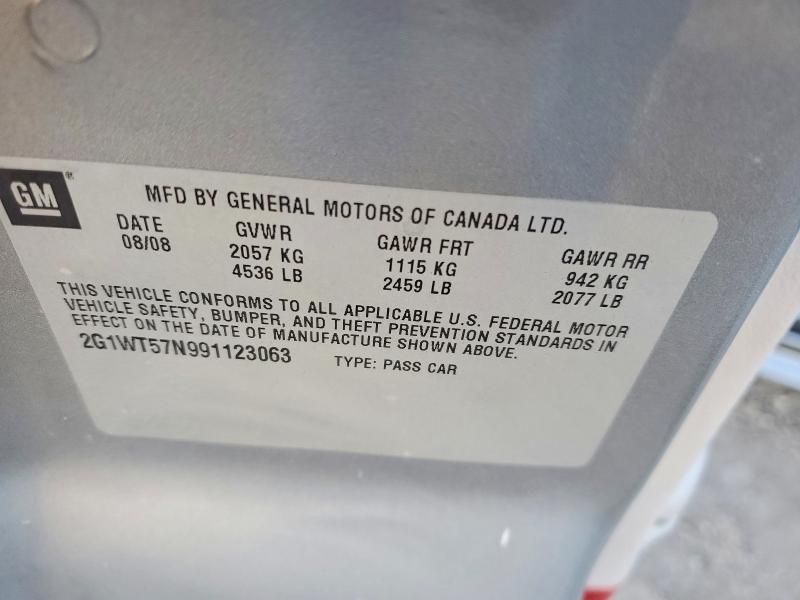 GM®
MFD BY GENERAL MOTORS OF CANADA LTD.
DATE GVWR GAWR FRT GAWR RR
08/08 2057 KG 1115 KG 942 KG
4536 LB 2459 LB 2077 LB
THIS VEHICLE CONFORMS TO ALL APPLICABLE U.S. FEDERAL MOTOR
VEHICLE SAFETY, BUMPER, AND THEFT PREVENTION STANDARDS IN
EFFECT ON THE DATE OF MANUFACTURE SHOWN ABOVE.
2G1WT57N991123063 TYPE: PASS CAR